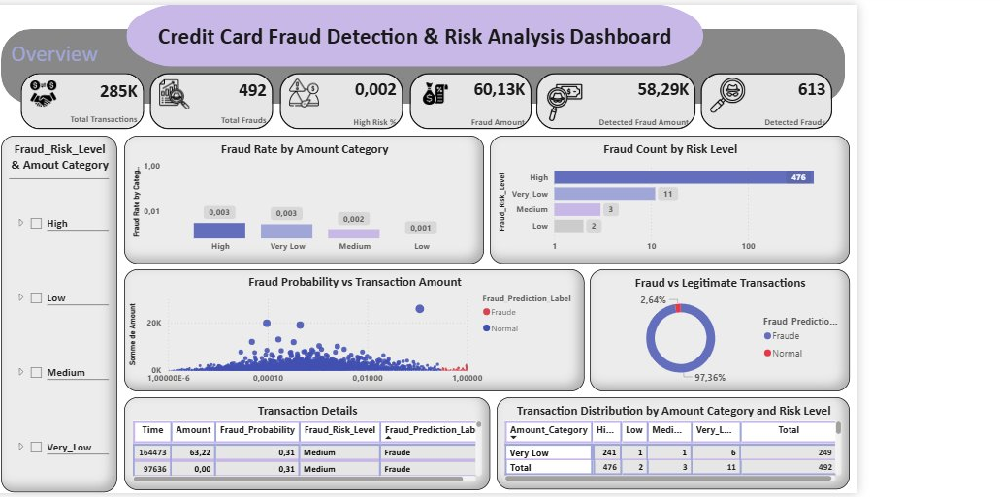 Credit Card Fraud Detection & Risk Analysis Dashboard
Overview
285K
Total Transactions
492
Total Frauds
0,002
High Risk %
60,13K
Fraud Amount
58,29K
Detected Fraud Amount
613
Detected Frauds
Fraud_Risk_Level
& Amout Category
High
Low
Medium
Very_Low
Fraud Rate by Amount Category
Fraud Rate by Categ...
1,00
0,01
0,003
0,003
0,002
0,001
High
Very Low
Medium
Low
Fraud Count by Risk Level
Fraud_Risk_Level
High
476
Very_Low
11
Medium
3
Low
2
1
10
100
Fraud Probability vs Transaction Amount
Somme de Amount
20K
0K
1,00000E-6
0,00010
0,01000
1,00000
Fraud_Prediction_Label
Fraude
Normal
Fraud vs Legitimate Transactions
2,64%
97,36%
Fraud_Predictio...
Fraude
Normal
Transaction Details
Time Amount Fraud_Probability Fraud_Risk_Level Fraud_Prediction_Lab
164473 63,22 0,31 Medium Fraude
97636 0,00 0,31 Medium Fraude
Transaction Distribution by Amount Category and Risk Level
Amount_Category Hi... Low Medi... Very_L... Total
Very Low 241 1 1 6 249
Total 476 2 3 11 492